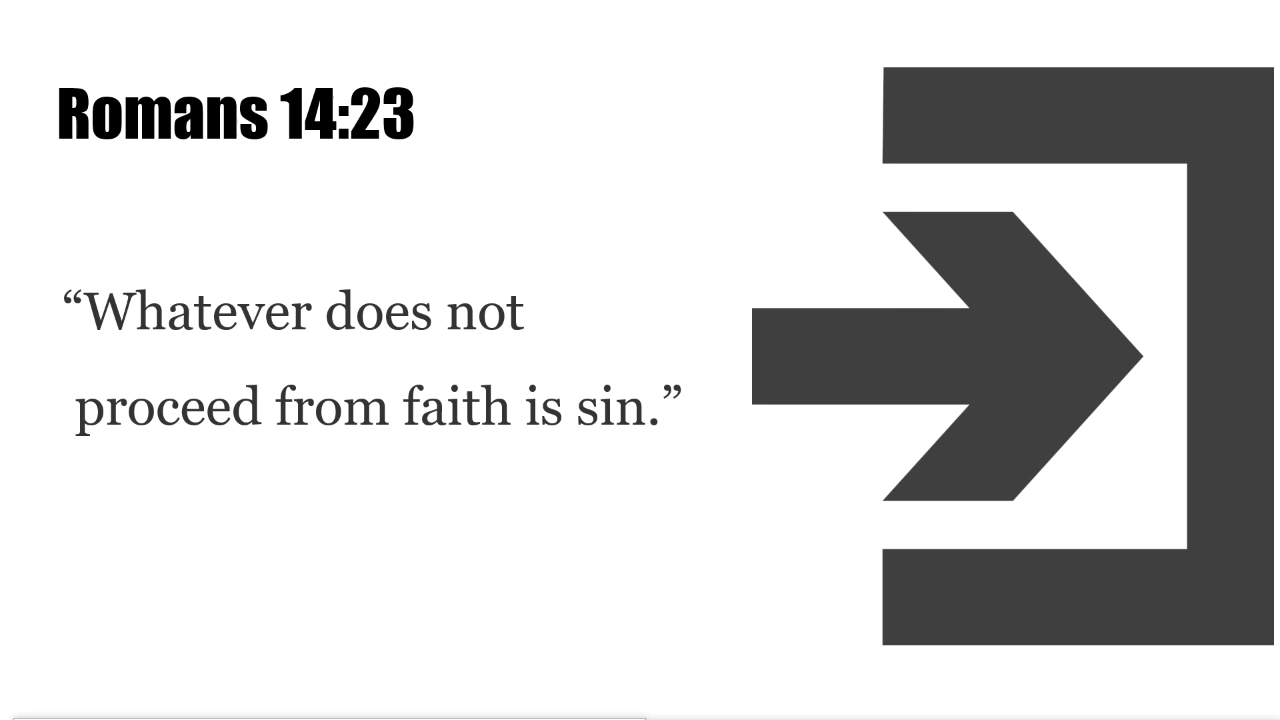 Romans 14:23
“Whatever does not
proceed from faith is sin.”